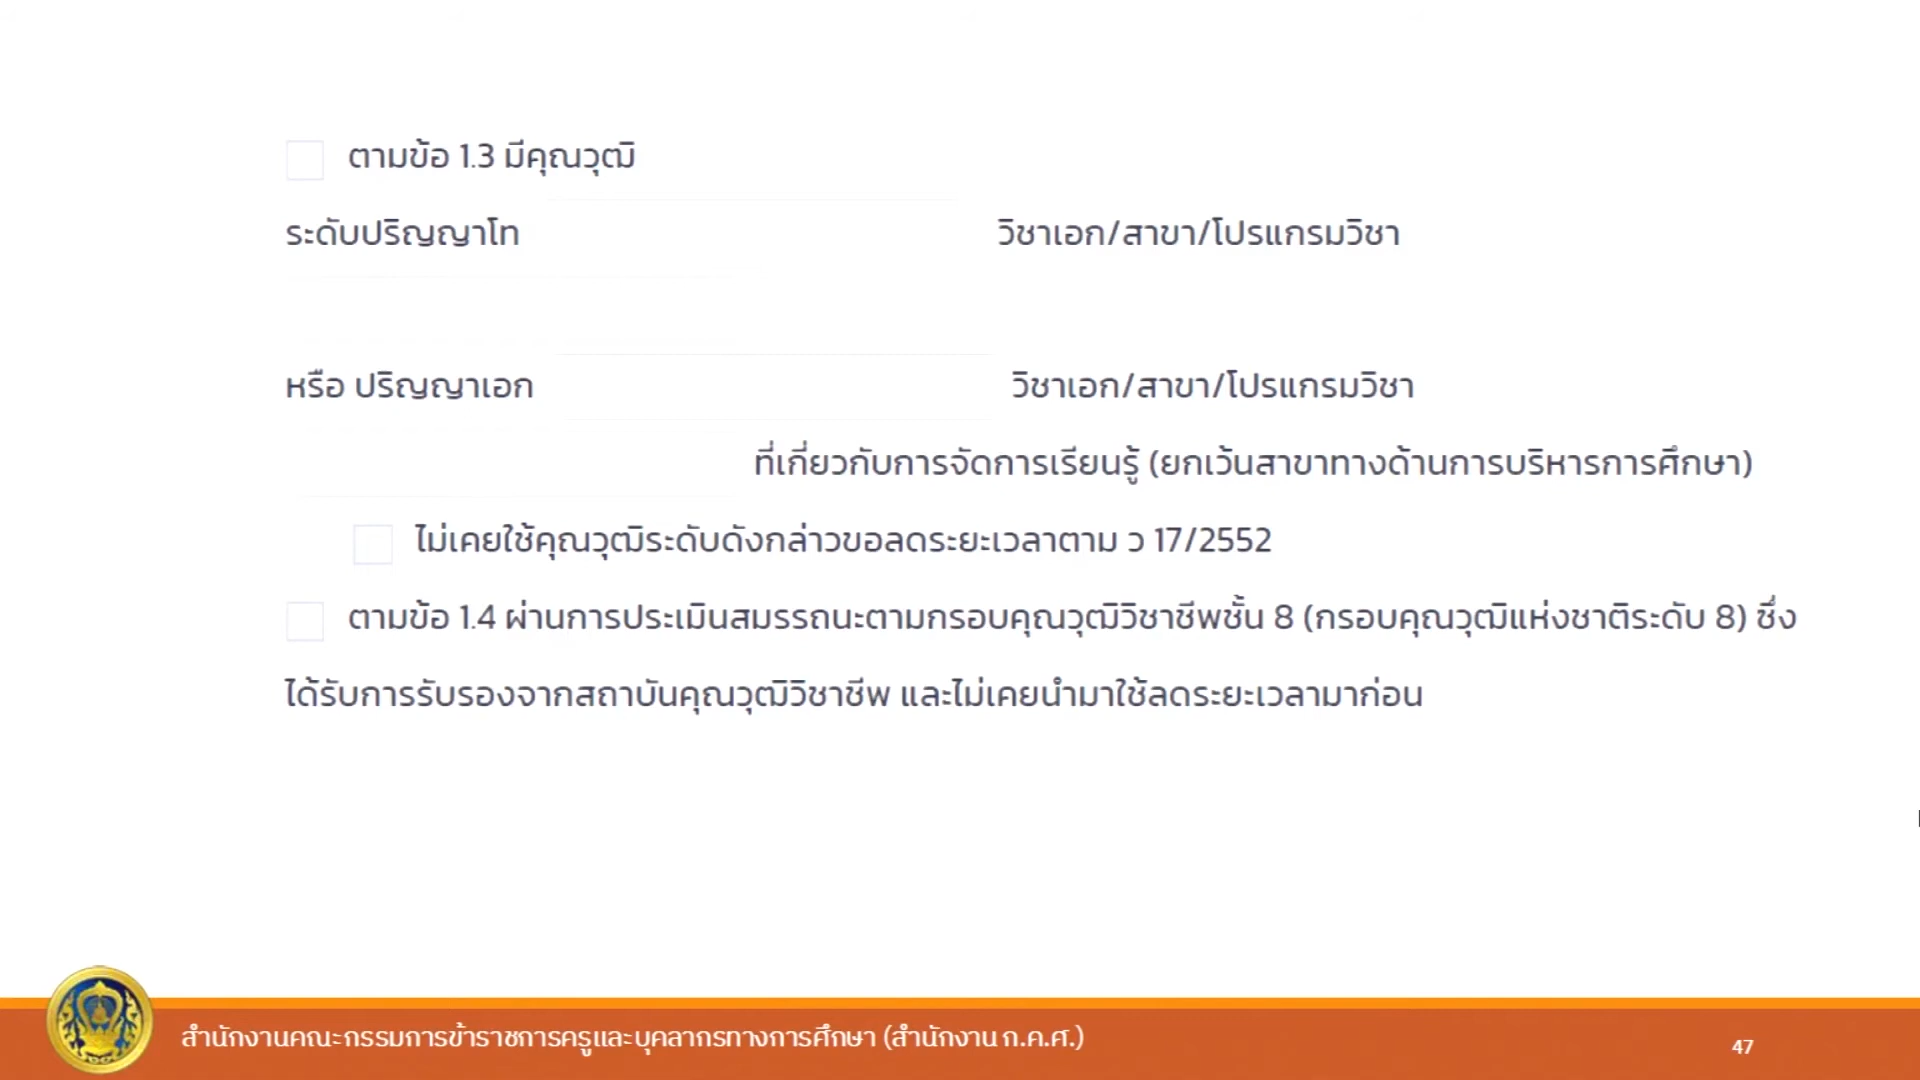 ตามข้อ 1.3 มีคุณวุฒิ
ระดับปริญญาโท วิชาเอก/สาขา/โปรแกรมวิชา
หรือ ปริญญาเอก วิชาเอก/สาขา/โปรแกรมวิชา
ที่เกี่ยวกับการจัดการเรียนรู้ (ยกเว้นสาขาทางด้านการบริหารการศึกษา)
ไม่เคยใช้คุณวุฒิระดับดังกล่าวขอลดระยะเวลาตาม ว 17/2552
ตามข้อ 1.4 ผ่านการประเมินสมรรถนะตามกรอบคุณวุฒิวิชาชีพชั้น 8 (กรอบคุณวุฒิแห่งชาติระดับ 8) ซึ่ง
ได้รับการรับรองจากสถาบันคุณวุฒิวิชาชีพ และไม่เคยนำมาใช้ลดระยะเวลามาก่อน
สำนักงานคณะกรรมการข้าราชการครูและบุคลากรทางการศึกษา (สำนักงาน ก.ค.ศ.)
47